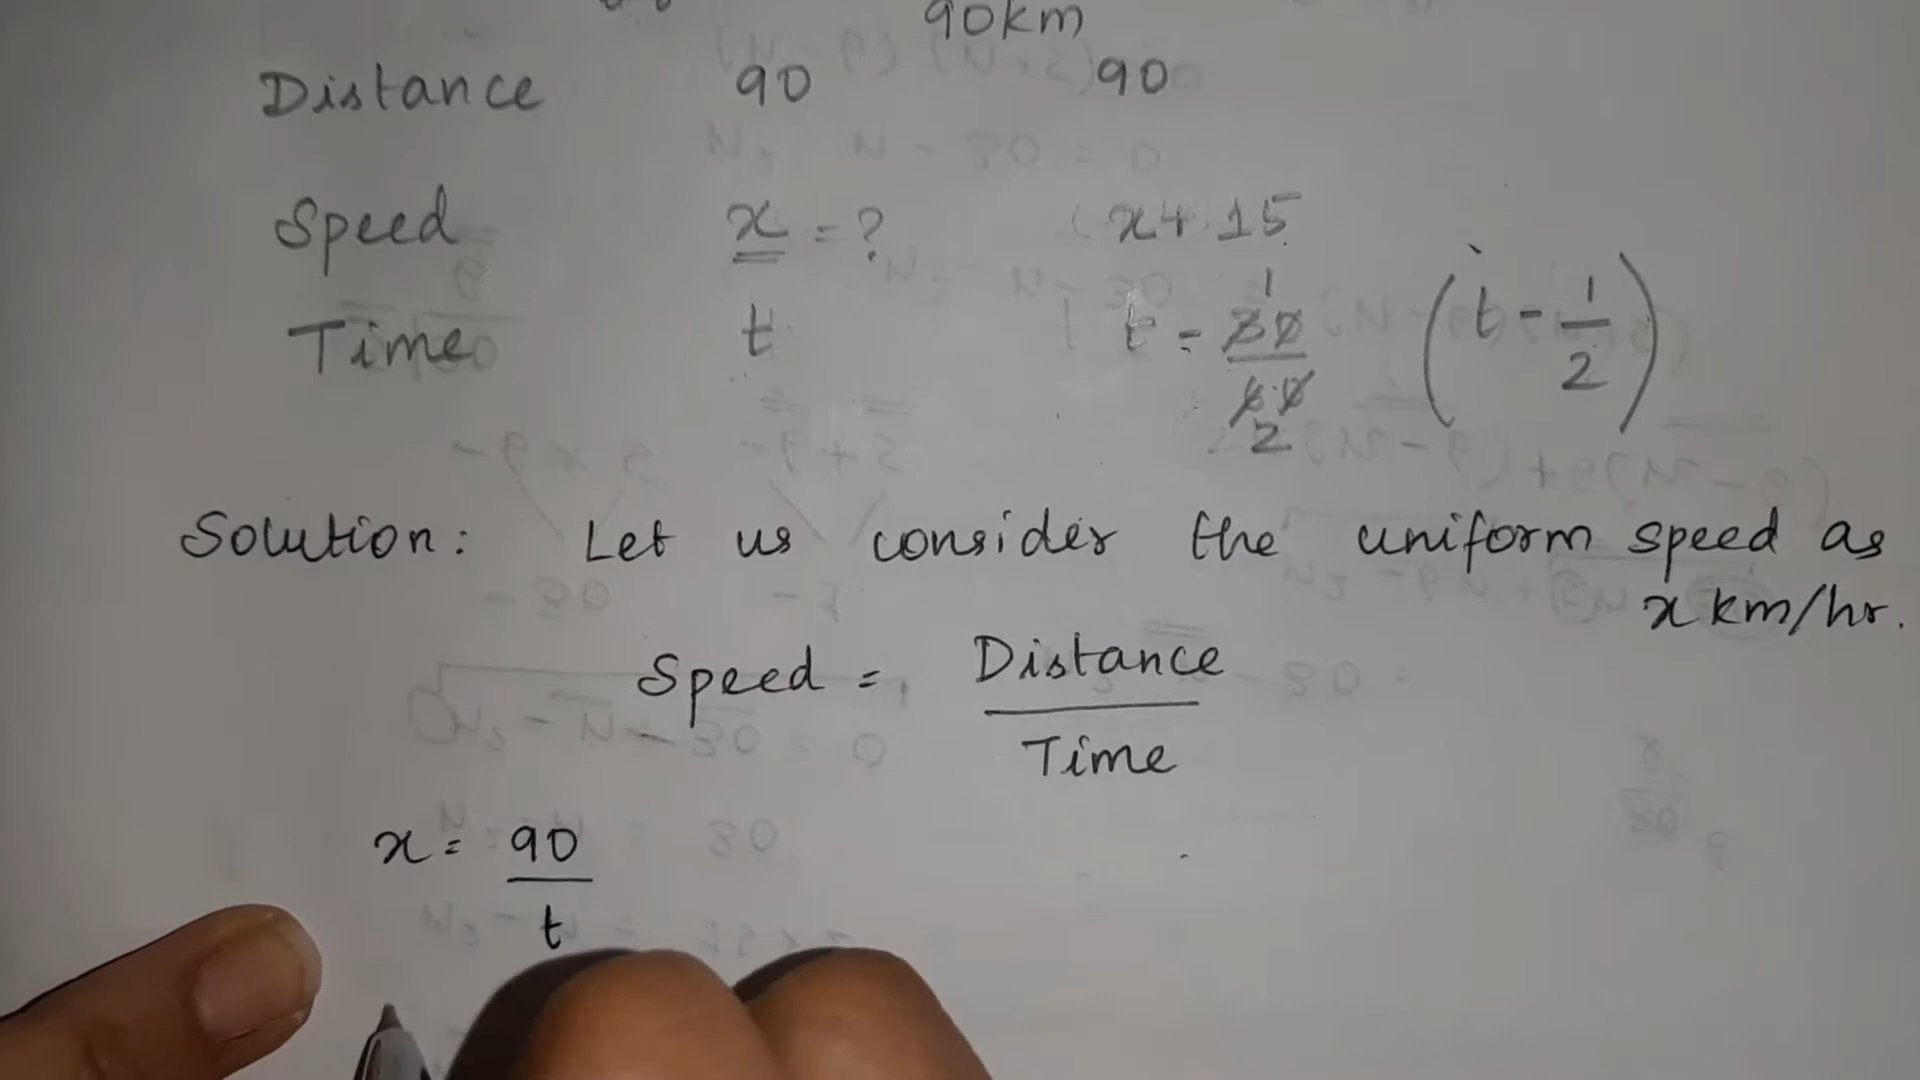 90km
Distance 90 90
Speed x = ? x + 15
Time t t - 30/60 1 2 (t - 1/2)
Solution: Let us consider the uniform speed as
x km/hr.
Speed = Distance
Time
x = 90
t